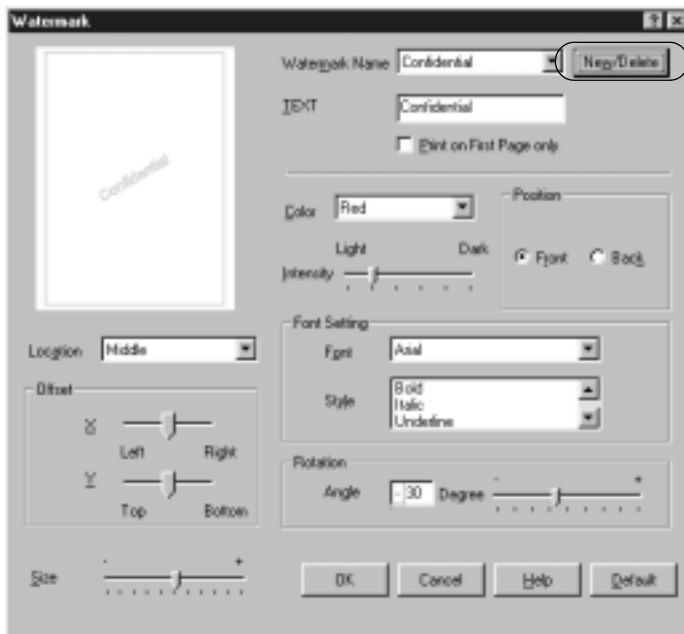 Watermark
Confidential
Watermark Name Confidential New/Delete
TEXT Confidential
Print on First Page only
Color Red
Light Dark
Intensity
Position
Front Back
Location Middle
Font Setting
Font Arial
Style Bold
Italic
Underline
Offset
X
Left Right
Y
Top Bottom
Rotation
Angle -30 Degree - +
Size - +
OK Cancel Help Default